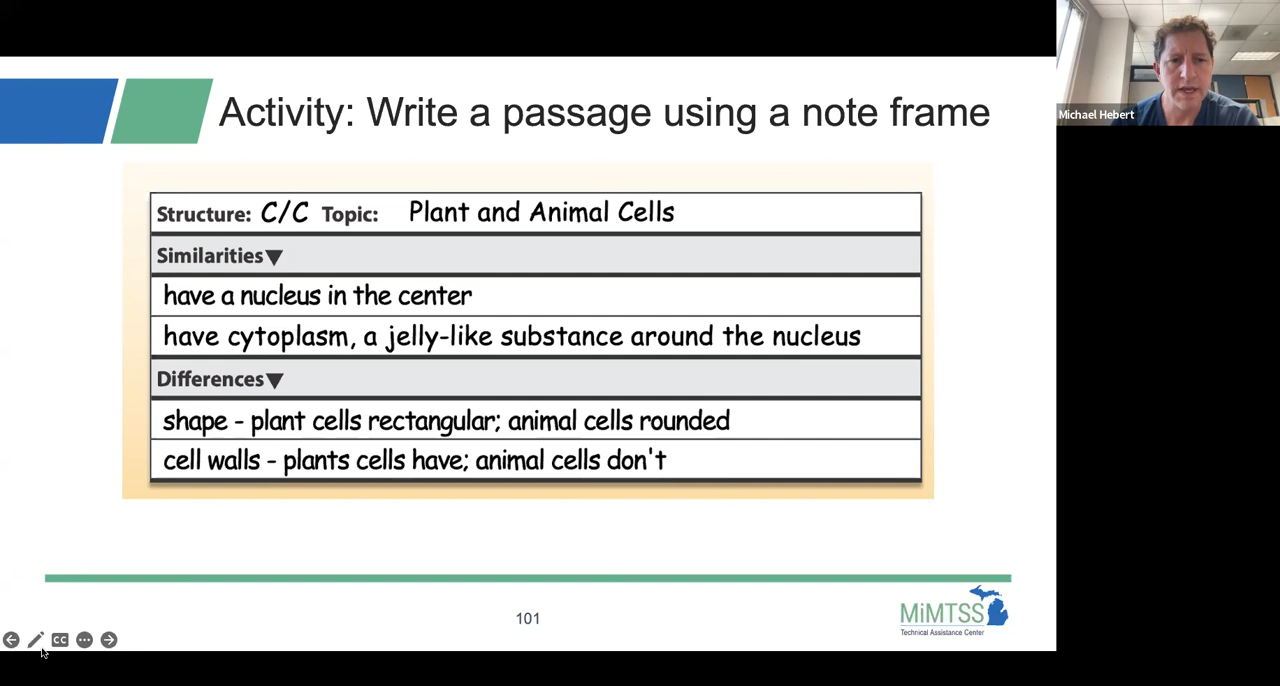 Activity: Write a passage using a note frame
Structure: C/C Topic: Plant and Animal Cells
Similarities▼
have a nucleus in the center
have cytoplasm, a jelly-like substance around the nucleus
Differences▼
shape - plant cells rectangular; animal cells rounded
cell walls - plants cells have; animal cells don't
101
MiMTSS
Technical Assistance Center
CC
Michael Hebert